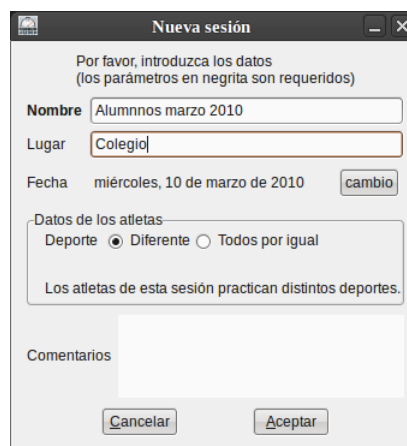 Nueva sesión
Por favor, introduzca los datos
(los parámetros en negrita son requeridos)
Nombre Alumnnos marzo 2010
Lugar Colegio
Fecha miércoles, 10 de marzo de 2010 cambio
Datos de los atletas
Deporte Diferente Todos por igual
Los atletas de esta sesión practican distintos deportes.
Comentarios
Cancelar Aceptar